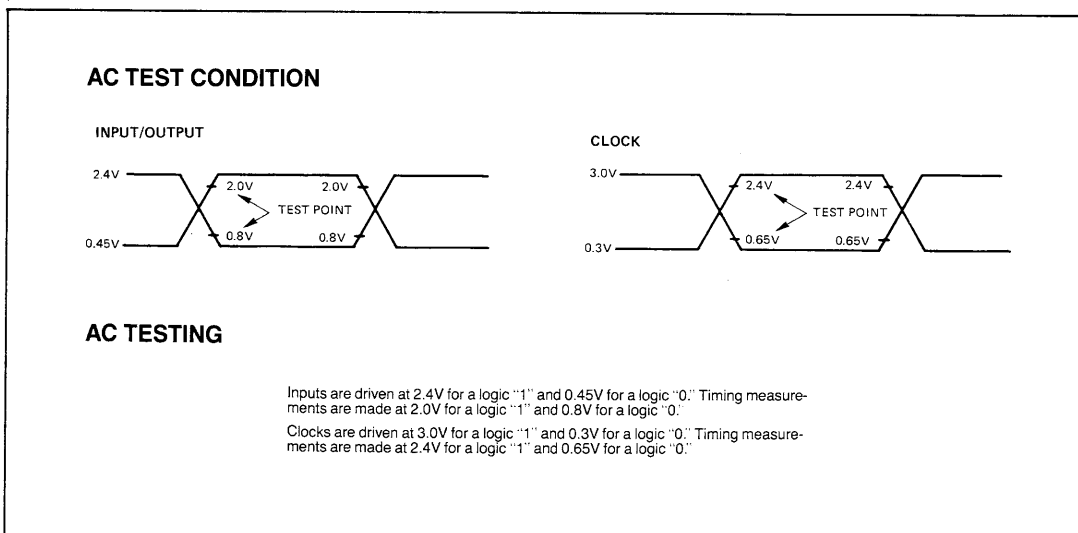 AC TEST CONDITION
INPUT/OUTPUT
2.4V
2.0V 2.0V
TEST POINT
0.8V 0.8V
0.45V
CLOCK
3.0V
2.4V 2.4V
TEST POINT
0.65V 0.65V
0.3V
AC TESTING
Inputs are driven at 2.4V for a logic “1” and 0.45V for a logic “0.” Timing measure-
ments are made at 2.0V for a logic “1” and 0.8V for a logic “0.”
Clocks are driven at 3.0V for a logic “1” and 0.3V for a logic “0.” Timing measure-
ments are made at 2.4V for a logic “1” and 0.65V for a logic “0.”